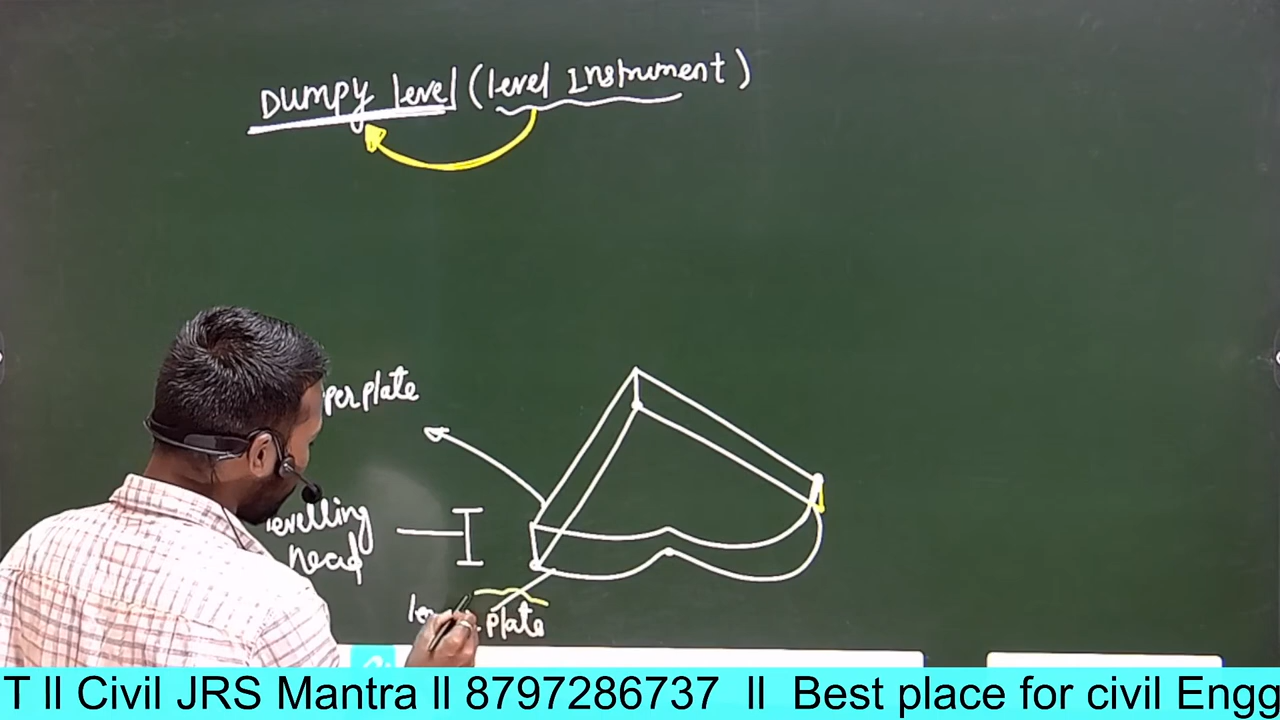 Dumpy level (level Instrument)
per plate
evelling
head
plate
T ll Civil JRS Mantra ll 8797286737 ll Best place for civil Engg